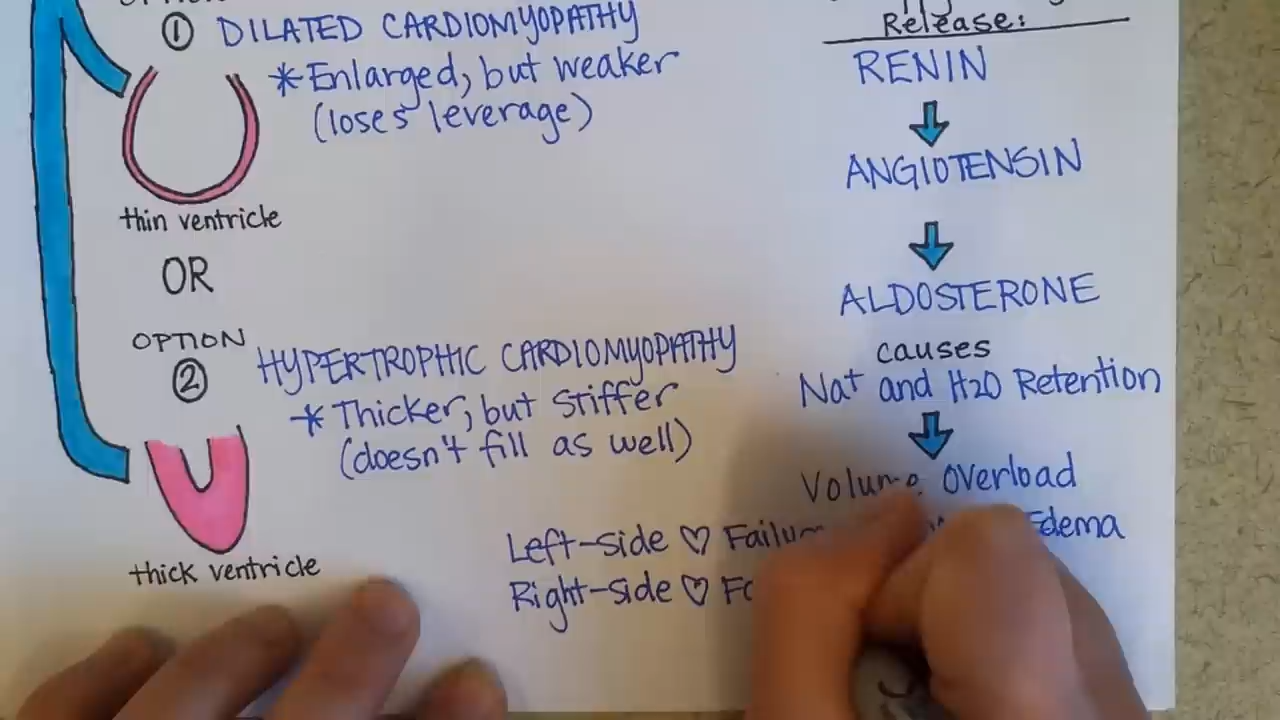 ① DILATED CARDIOMYOPATHY
* Enlarged, but weaker
(loses leverage)
thin ventricle
OR
OPTION
② HYPERTROPHIC CARDIOMYOPATHY
* Thicker, but stiffer
(doesn't fill as well)
thick ventricle
Release:
RENIN
ANGIOTENSIN
ALDOSTERONE
causes
Na+ and H2O Retention
Volume Overload
Left-side ♡ Edema
Right-side ♡